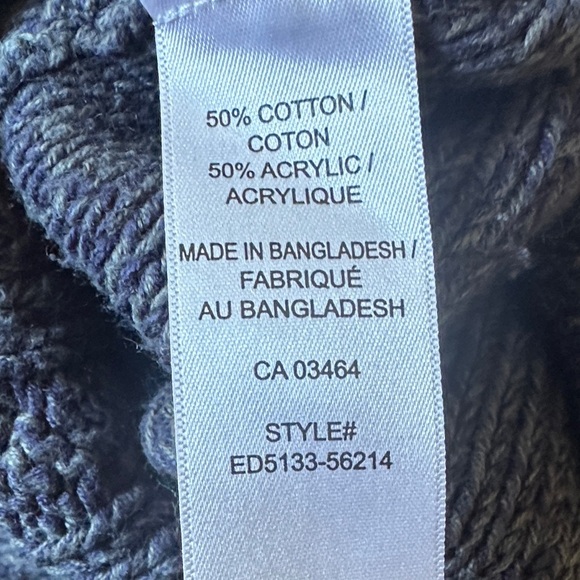 50% COTTON /
COTON
50% ACRYLIC /
ACRYLIQUE
MADE IN BANGLADESH /
FABRIQUÉ
AU BANGLADESH
CA 03464
STYLE#
ED5133-56214